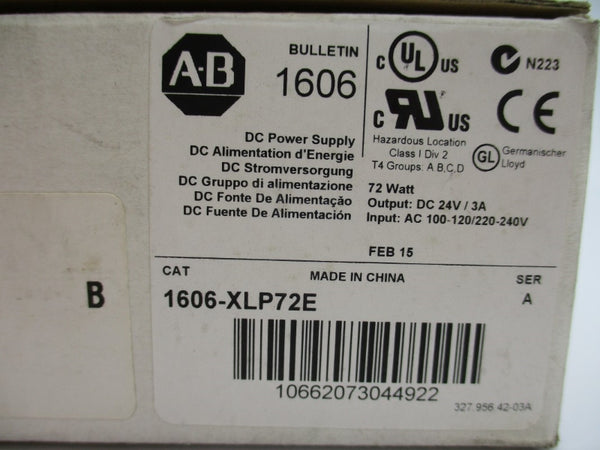 A-B
BULLETIN
1606
C UL US
N223
C RU US
CE
Hazardous Location
Class I Div 2
T4 Groups. A,B,C,D
GL Germanischer
Lloyd
DC Power Supply
DC Alimentation d'Energie
DC Stromversorgung
DC Gruppo di alimentazione
DC Fonte De Alimentação
DC Fuente De Alimentación
72 Watt
Output: DC 24V / 3A
Input: AC 100-120/220-240V
FEB 15
CAT
MADE IN CHINA
SER
1606-XLP72E
A
B
10662073044922
327.956.42-03A